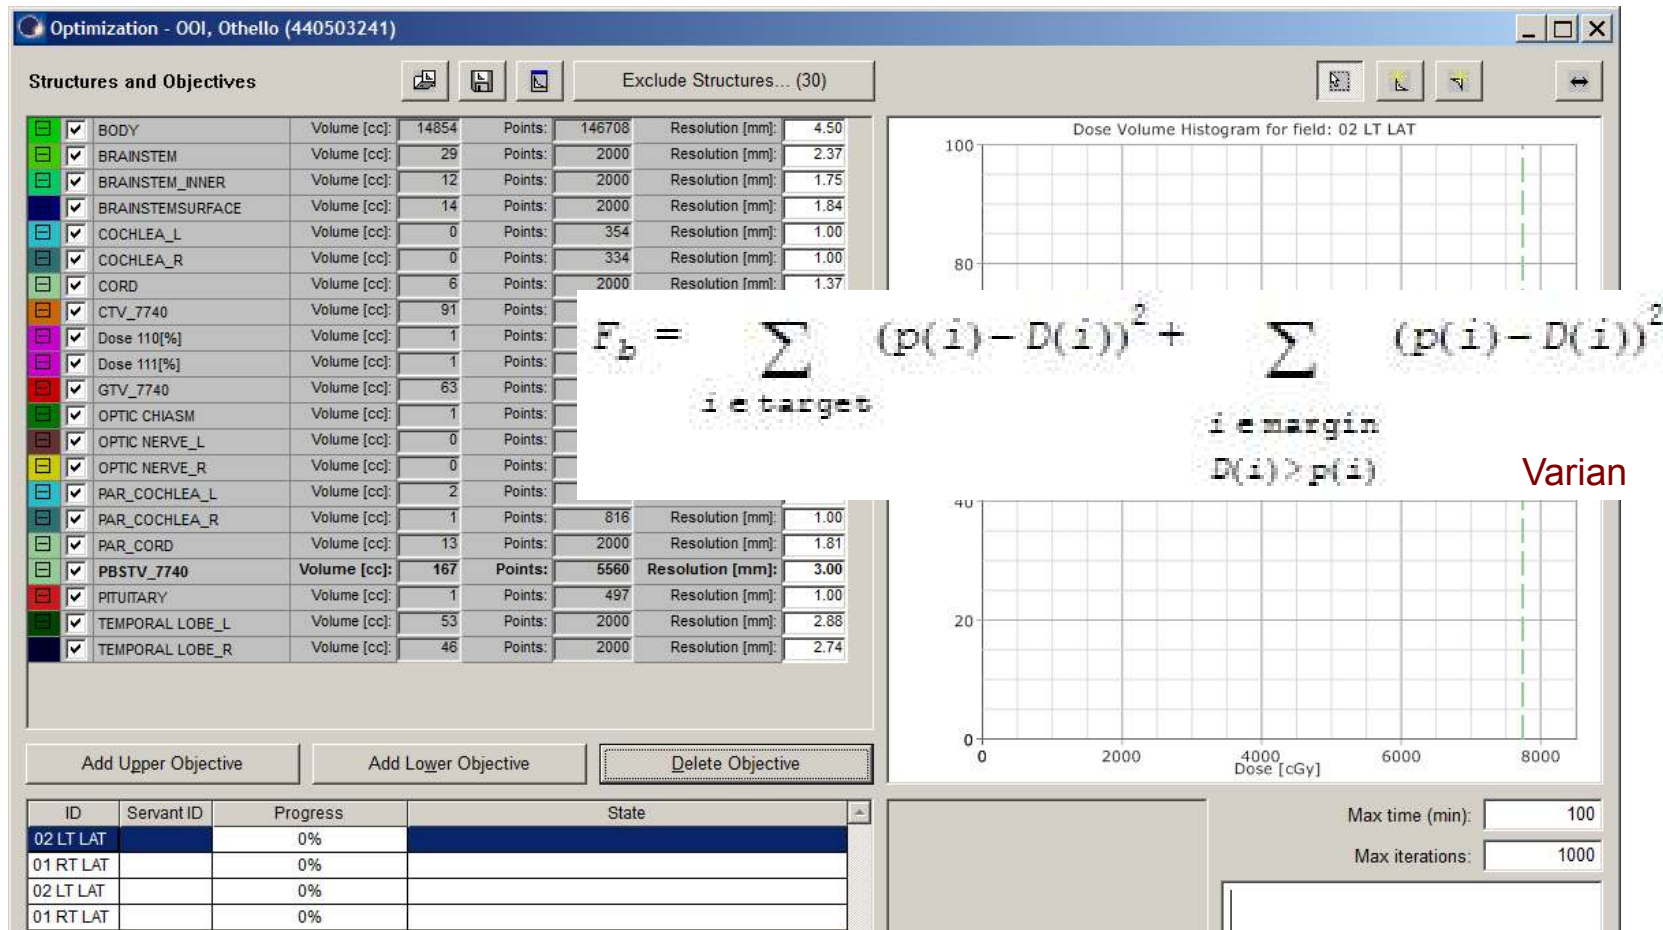 Optimization - OOI, Othello (440503241)
Structures and Objectives
Exclude Structures... (30)
BODY Volume [cc]: 14854 Points: 146708 Resolution [mm]: 4.50
BRAINSTEM Volume [cc]: 29 Points: 2000 Resolution [mm]: 2.37
BRAINSTEM_INNER Volume [cc]: 12 Points: 2000 Resolution [mm]: 1.75
BRAINSTEMSURFACE Volume [cc]: 14 Points: 2000 Resolution [mm]: 1.84
COCHLEA_L Volume [cc]: 0 Points: 354 Resolution [mm]: 1.00
COCHLEA_R Volume [cc]: 0 Points: 334 Resolution [mm]: 1.00
CORD Volume [cc]: 6 Points: 2000 Resolution [mm]: 1.37
CTV_7740 Volume [cc]: 91 Points:
Dose 110[%] Volume [cc]: 1 Points:
Dose 111[%] Volume [cc]: 1 Points:
GTV_7740 Volume [cc]: 63 Points:
OPTIC CHIASM Volume [cc]: 1 Points:
OPTIC NERVE_L Volume [cc]: 0 Points:
OPTIC NERVE_R Volume [cc]: 0 Points:
PAR_COCHLEA_L Volume [cc]: 2 Points:
PAR_COCHLEA_R Volume [cc]: 1 Points: 816 Resolution [mm]: 1.00
PAR_CORD Volume [cc]: 13 Points: 2000 Resolution [mm]: 1.81
PBSTV_7740 Volume [cc]: 167 Points: 5560 Resolution [mm]: 3.00
PITUITARY Volume [cc]: 1 Points: 497 Resolution [mm]: 1.00
TEMPORAL LOBE_L Volume [cc]: 53 Points: 2000 Resolution [mm]: 2.88
TEMPORAL LOBE_R Volume [cc]: 46 Points: 2000 Resolution [mm]: 2.74
Dose Volume Histogram for field: 02 LT LAT
100
80
F_b = ∑ (p(i)−D(i))² + ∑ (p(i)−D(i))²
i ∈ target
i ∈ margin
D(i) > p(i)
Varian
40
20
0
0 2000 4000 6000 8000
Dose [cGy]
Add Upper Objective Add Lower Objective Delete Objective
ID Servant ID Progress State
02 LT LAT 0%
01 RT LAT 0%
02 LT LAT 0%
01 RT LAT 0%
Max time (min): 100
Max iterations: 1000